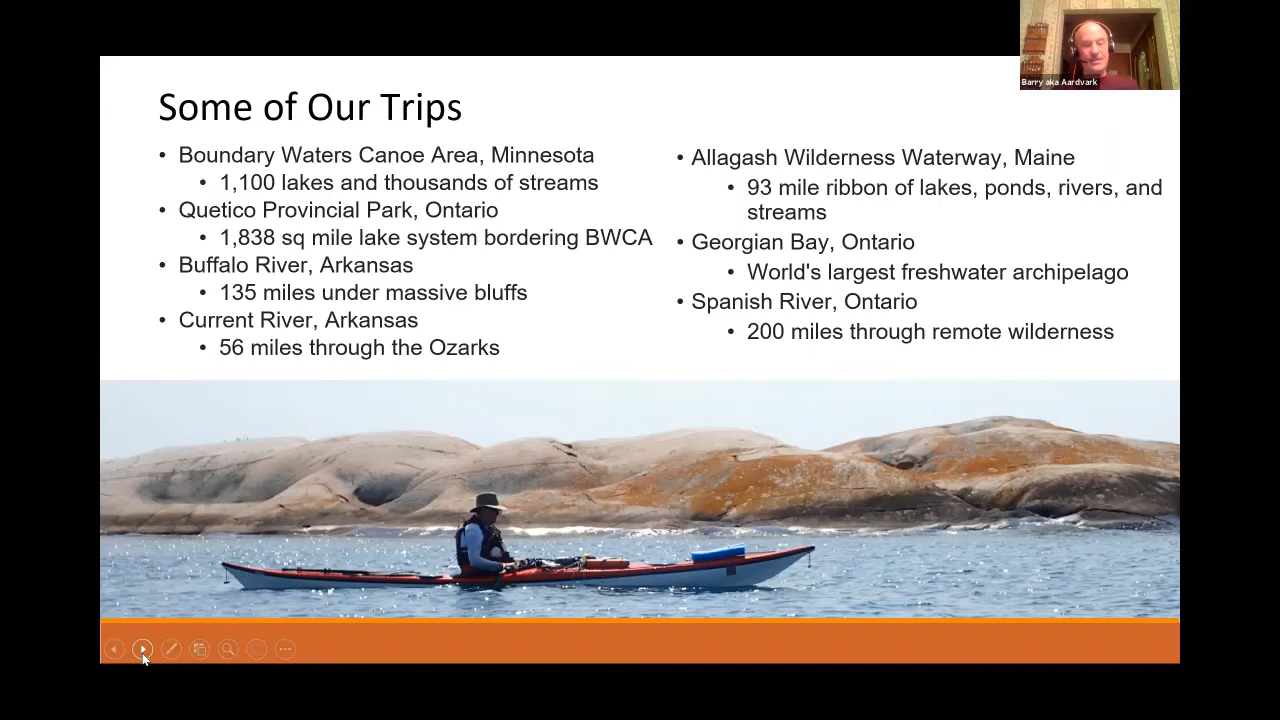 Some of Our Trips
• Boundary Waters Canoe Area, Minnesota
• 1,100 lakes and thousands of streams
• Quetico Provincial Park, Ontario
• 1,838 sq mile lake system bordering BWCA
• Buffalo River, Arkansas
• 135 miles under massive bluffs
• Current River, Arkansas
• 56 miles through the Ozarks
• Allagash Wilderness Waterway, Maine
• 93 mile ribbon of lakes, ponds, rivers, and
streams
• Georgian Bay, Ontario
• World's largest freshwater archipelago
• Spanish River, Ontario
• 200 miles through remote wilderness
Barry aka Aardvark